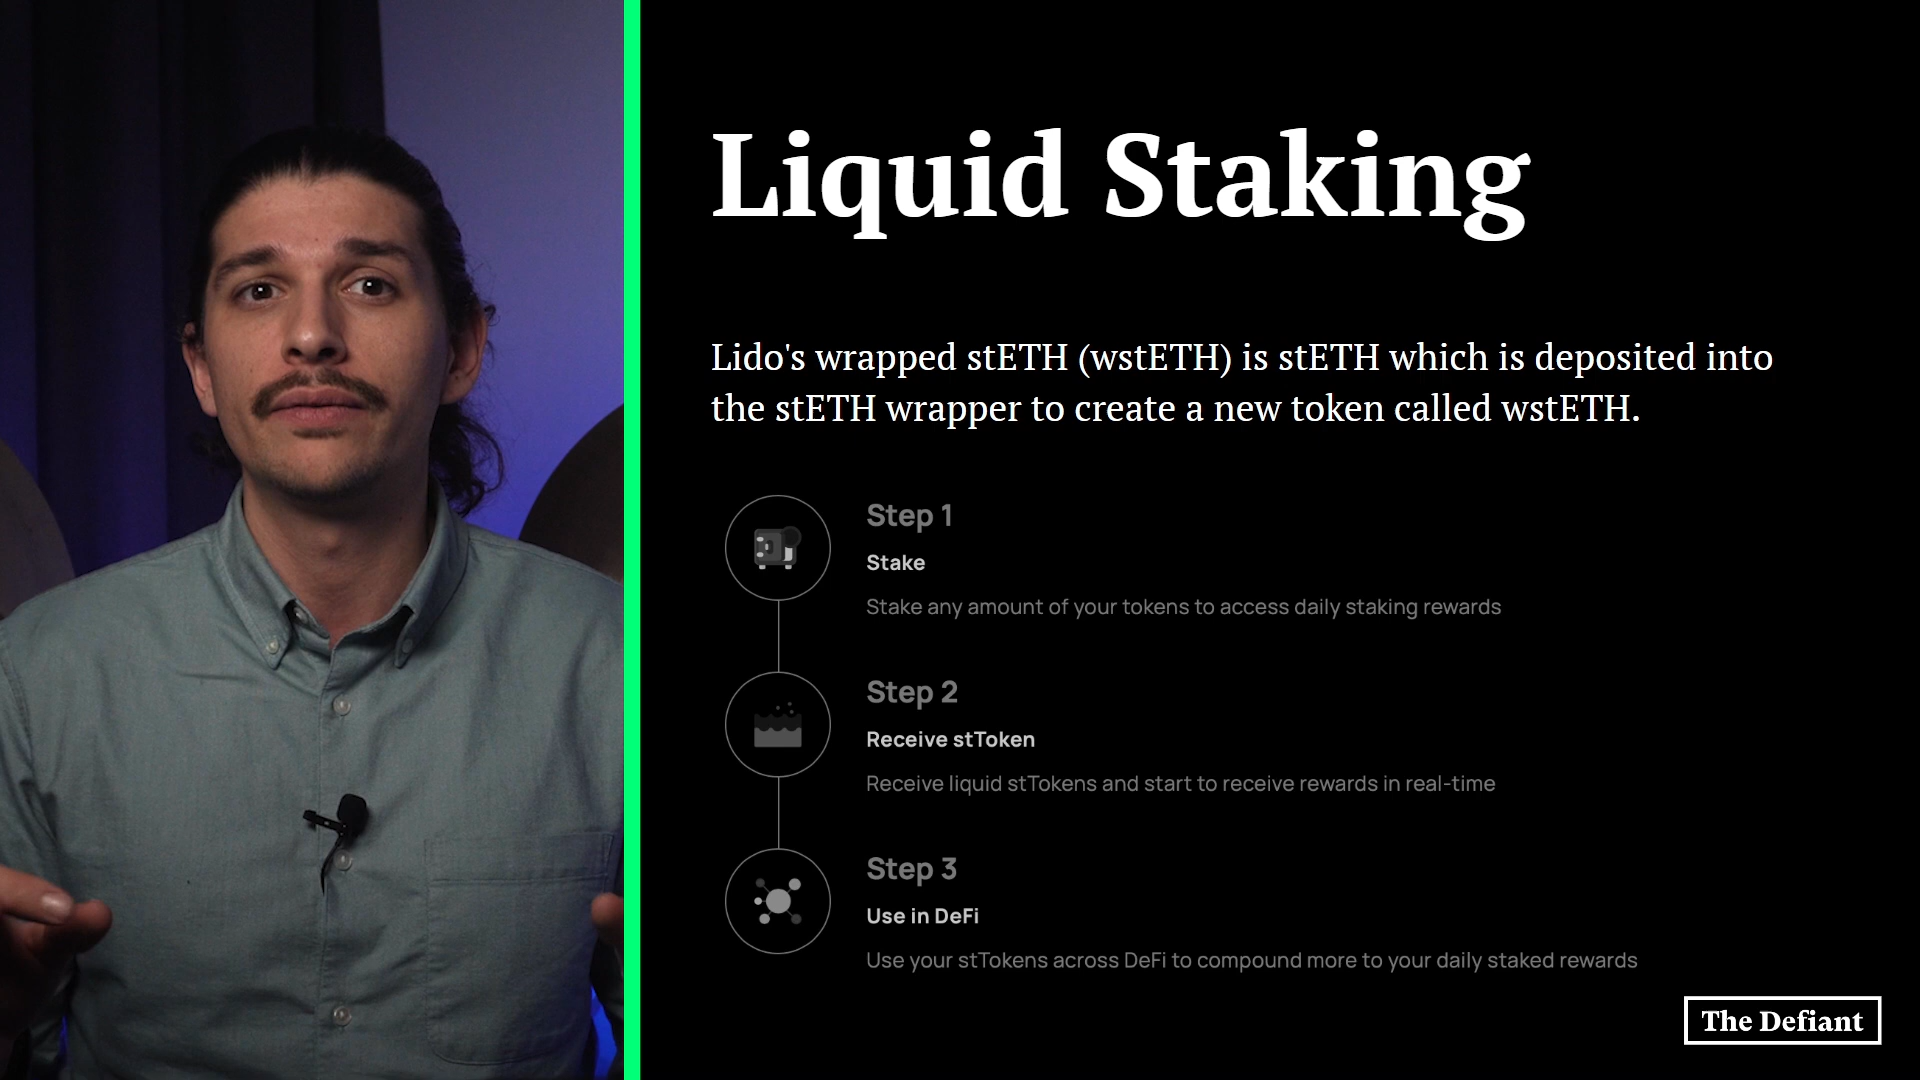 Liquid Staking
Lido's wrapped stETH (wstETH) is stETH which is deposited into
the stETH wrapper to create a new token called wstETH.
Step 1
Stake
Stake any amount of your tokens to access daily staking rewards
Step 2
Receive stToken
Receive liquid stTokens and start to receive rewards in real-time
Step 3
Use in DeFi
Use your stTokens across DeFi to compound more to your daily staked rewards
The Defiant